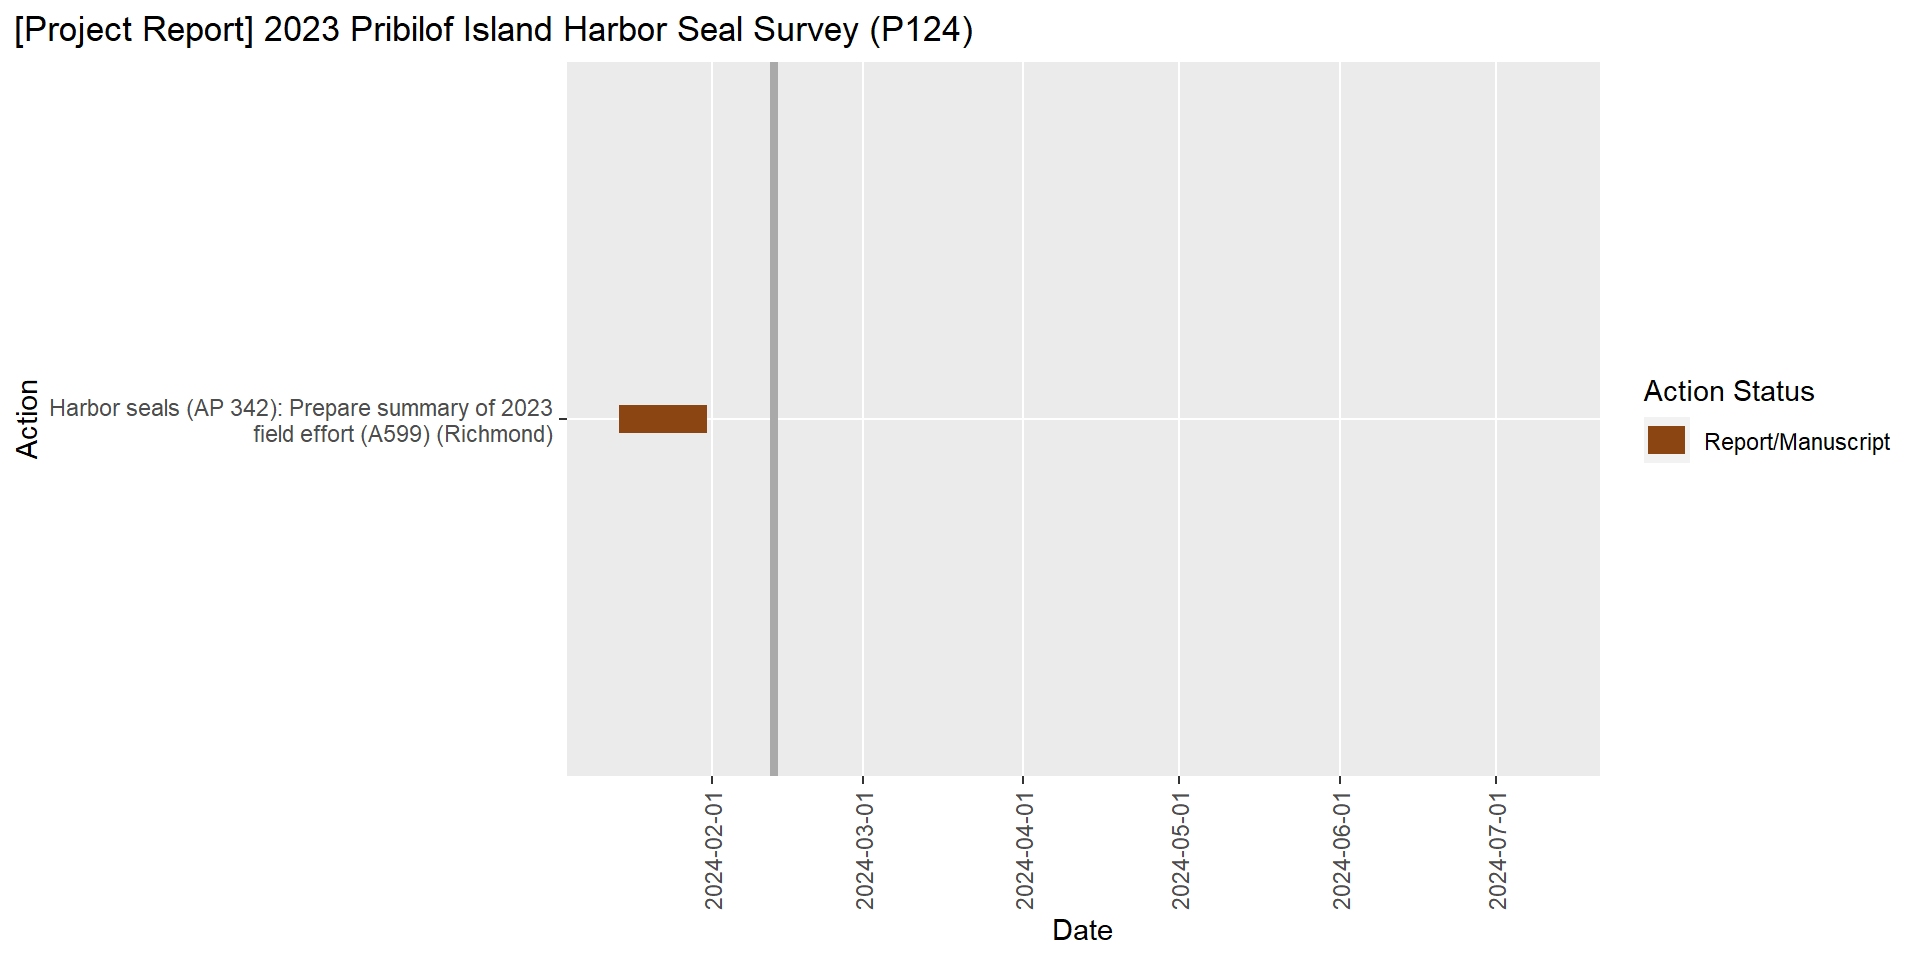 [Project Report] 2023 Pribilof Island Harbor Seal Survey (P124)
Action
Harbor seals (AP 342): Prepare summary of 2023
field effort (A599) (Richmond)
2024-02-01
2024-03-01
2024-04-01
2024-05-01
2024-06-01
2024-07-01
Date
Action Status
Report/Manuscript